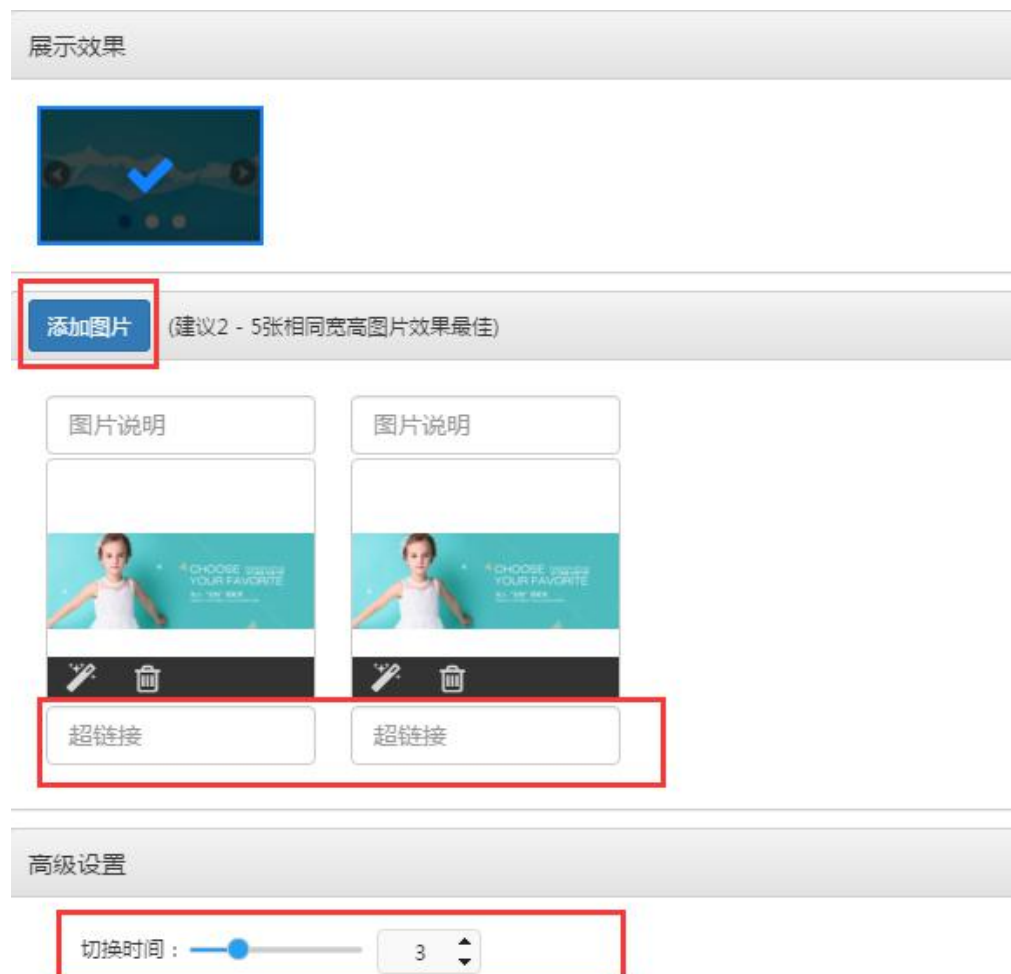 展示效果
添加图片 (建议2 - 5张相同宽高图片效果最佳)
图片说明 图片说明
CHOOSE
YOUR FAVORITE
CHOOSE
YOUR FAVORITE
超链接 超链接
高级设置
切换时间： 3